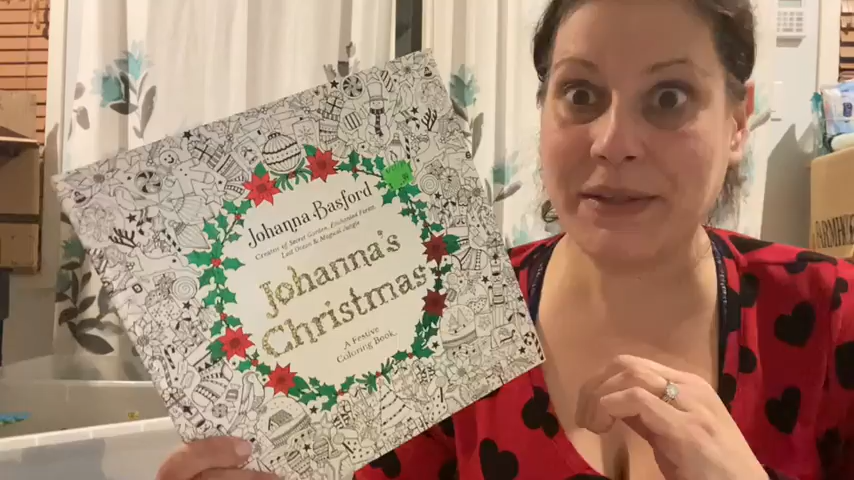 Johanna Basford
Creator of Secret Garden, Enchanted Forest,
Lost Ocean & Magical Jungle
Johanna's
Christmas
A Festive
Coloring Book